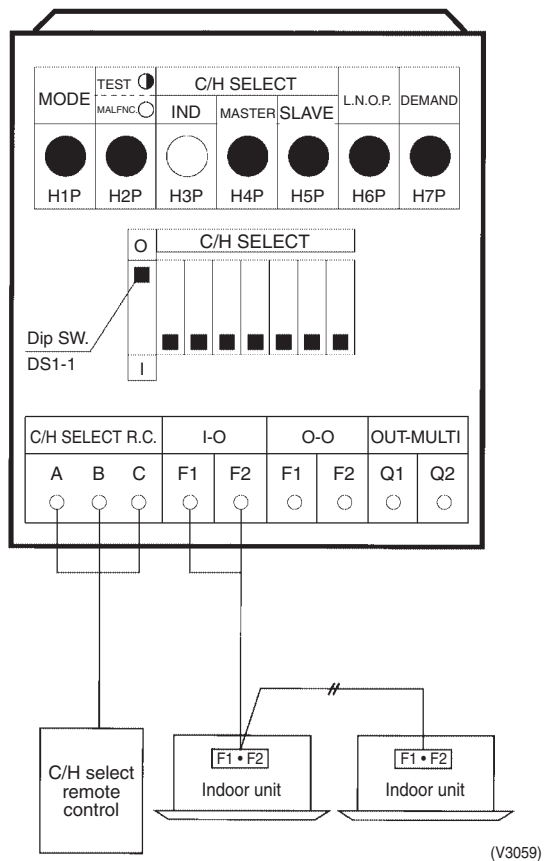 MODE
TEST
MALFNC.
C/H SELECT
IND
MASTER
SLAVE
L.N.O.P.
DEMAND
H1P
H2P
H3P
H4P
H5P
H6P
H7P
O
C/H SELECT
Dip SW.
DS1-1
I
C/H SELECT R.C.
I-O
O-O
OUT-MULTI
A
B
C
F1
F2
F1
F2
Q1
Q2
C/H select
remote
control
F1 • F2
Indoor unit
F1 • F2
Indoor unit
(V3059)